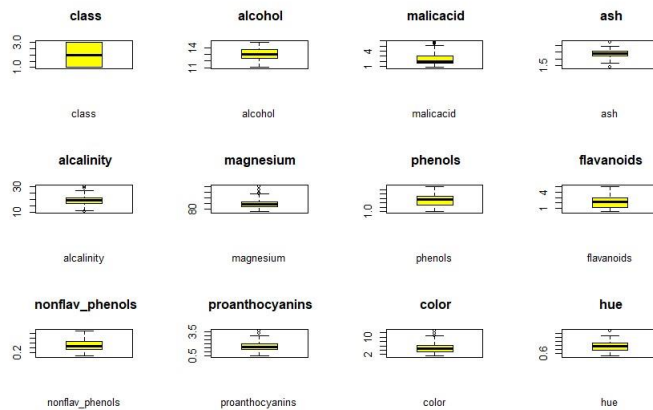 class alcohol malicacid ash
3.0 14 4
1.0 11 1 1.5
class alcohol malicacid ash
alcalinity magnesium phenols flavanoids
30 4
10 80 1.0 1
alcalinity magnesium phenols flavanoids
nonflav_phenols proanthocyanins color hue
3.5 10
0.2 0.5 2 0.6
nonflav_phenols proanthocyanins color hue